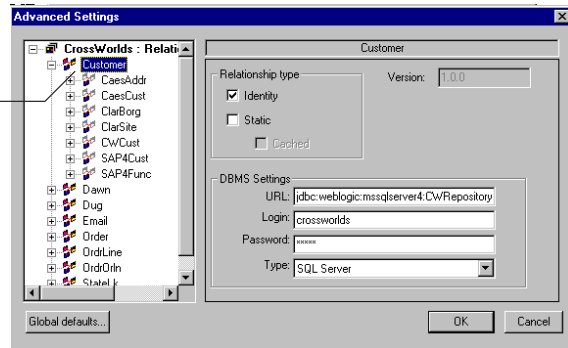 Advanced Settings
CrossWorlds : Relati
Customer
CaesAddr
CaesCust
ClarBorg
ClarSite
CWCust
SAP4Cust
SAP4Func
Dawn
Dug
Email
Order
OrdrLine
OrdrOrln
Customer
Relationship type
Identity
Static
Cached
Version: 1.0.0
DBMS Settings
URL: jdbc:weblogic:mssqlserver4:CWRepository
Login: crossworlds
Password: xxxxx
Type: SQL Server
Global defaults...
OK
Cancel